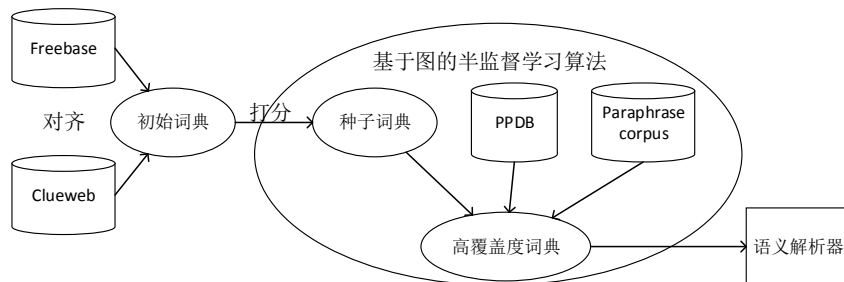 Freebase
基于图的半监督学习算法
对齐
初始词典
打分
种子词典
PPDB
Paraphrase
corpus
Clueweb
高覆盖度词典
语义解析器